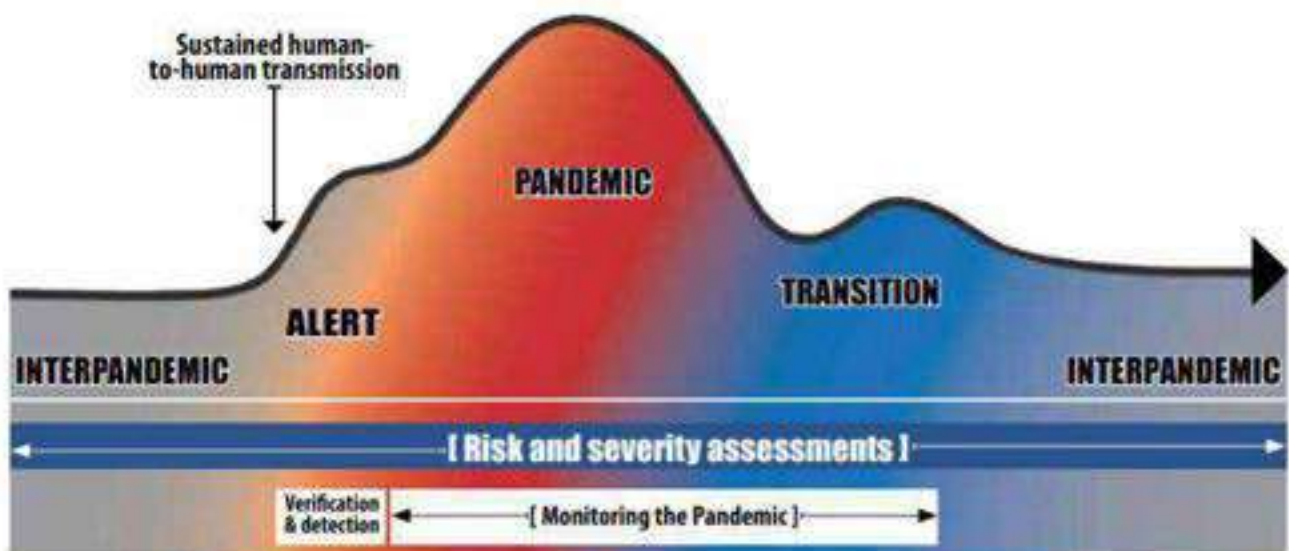 Sustained human-
to-human transmission
PANDEMIC
TRANSITION
ALERT
INTERPANDEMIC
INTERPANDEMIC
[ Risk and severity assessments ]
Verification
& detection
[ Monitoring the Pandemic ]